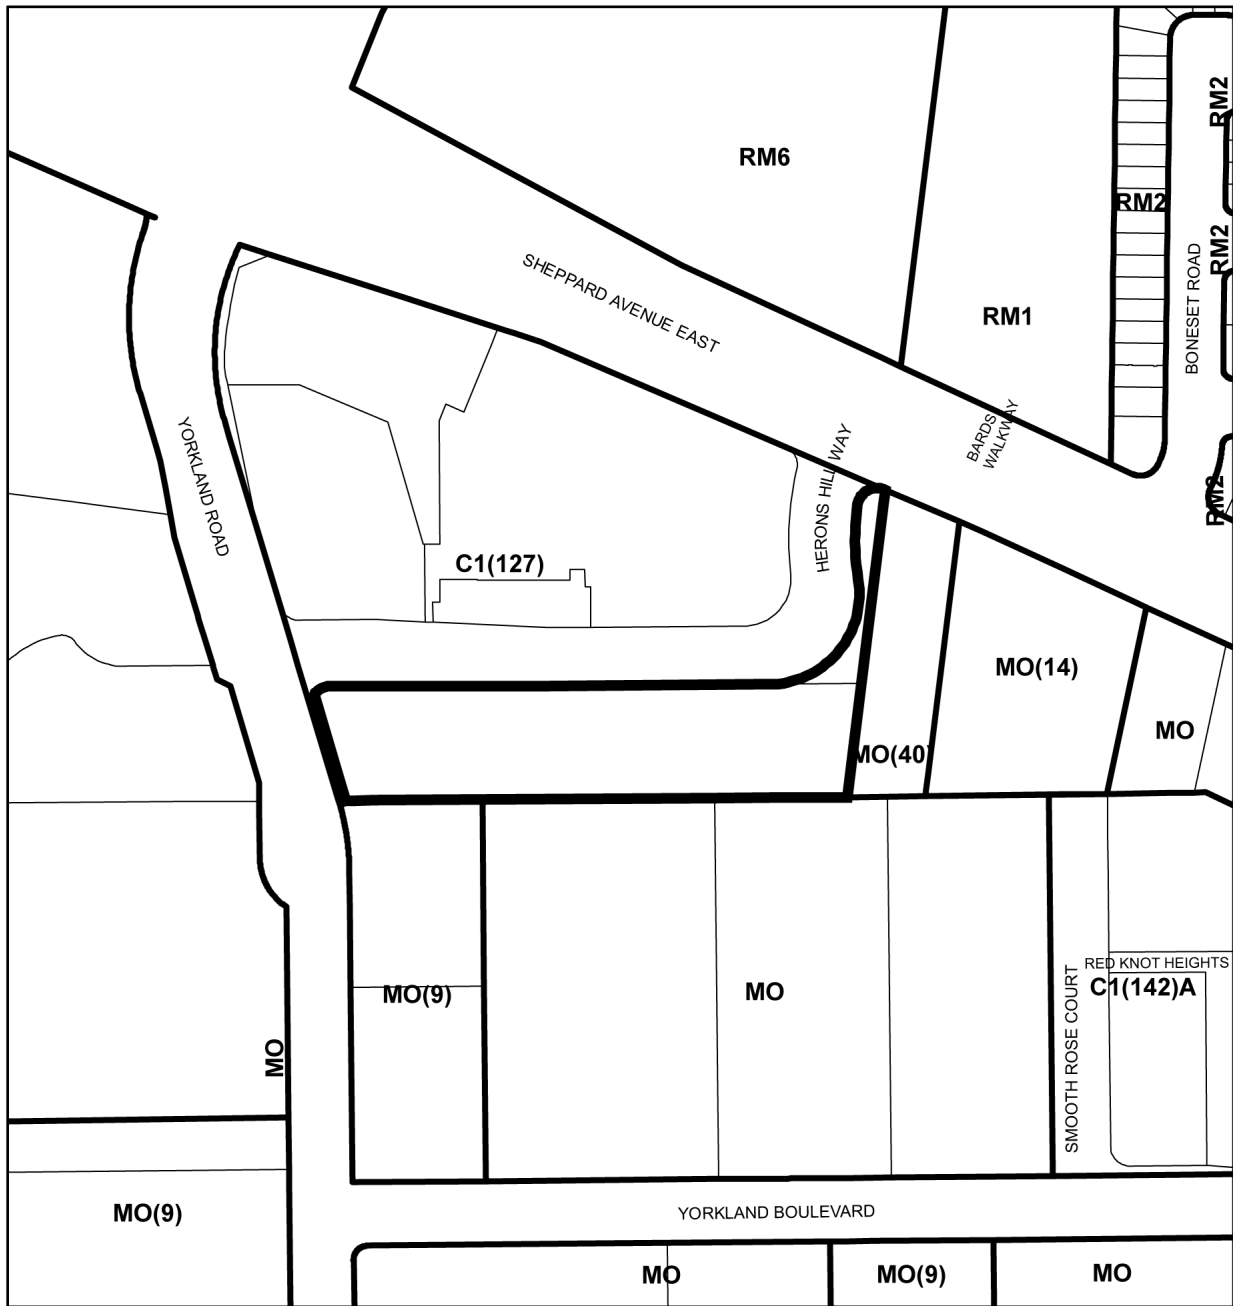 RM2
RM6
RM2
RM2
BONESET ROAD
SHEPPARD AVENUE EAST
RM1
BARDS
WALKWAY
HERONS HILL WAY
YORKLAND ROAD
RM2
C1(127)
MO(14)
MO
MO(40)
RED KNOT HEIGHTS
C1(142)A
MO(9)
MO
SMOOTH ROSE COURT
MO
MO(9)
YORKLAND BOULEVARD
MO
MO(9)
MO